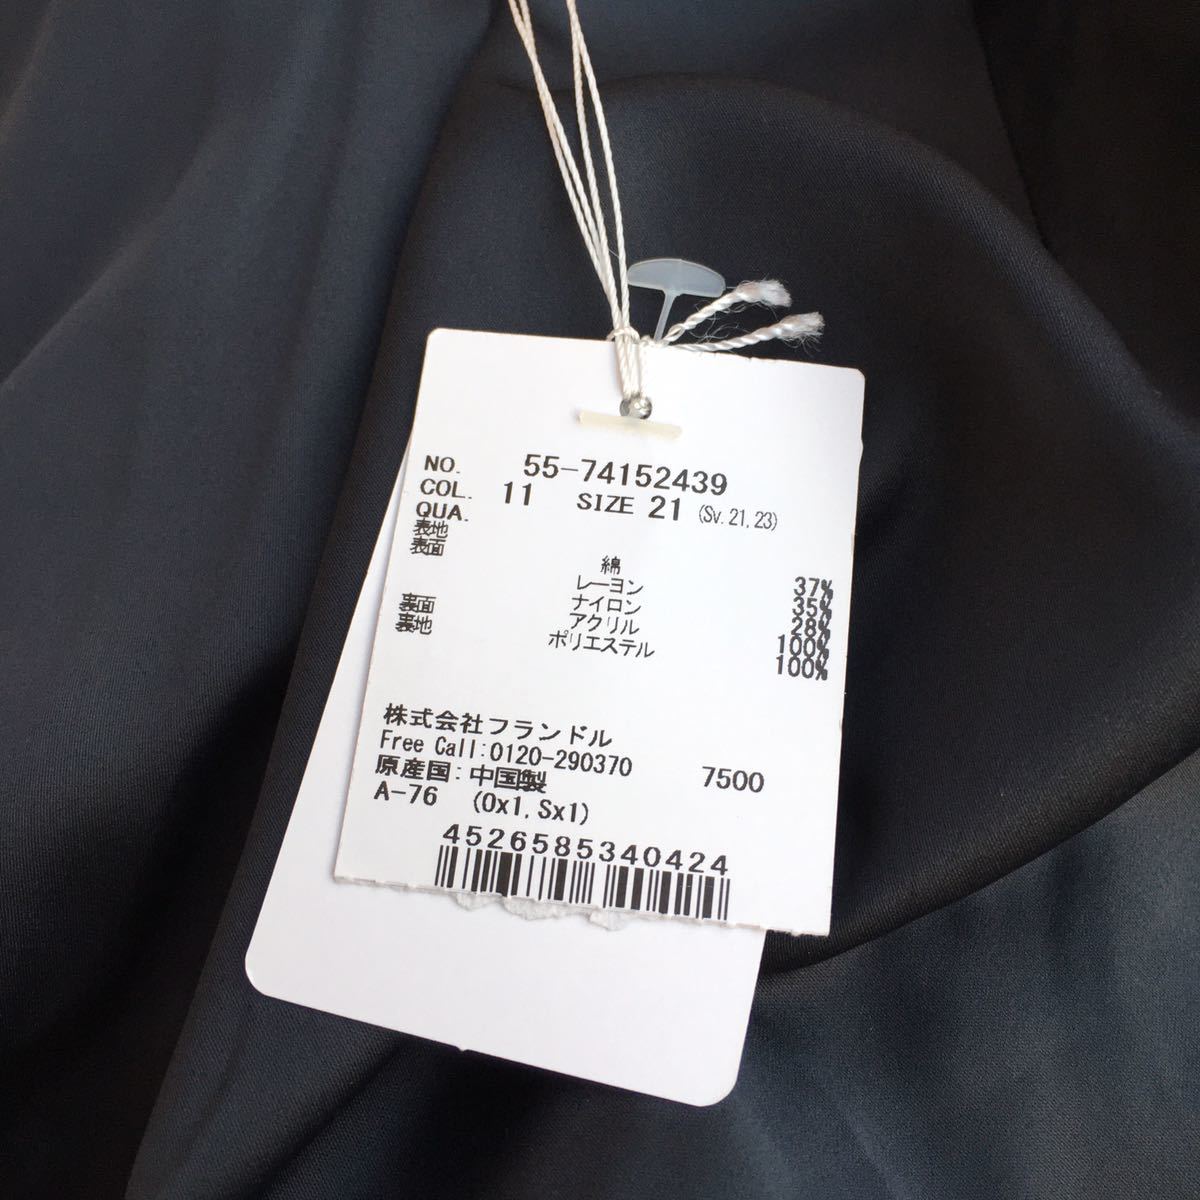 NO. 55-74152439
COL. 11 SIZE 21 (Sv. 21, 23)
QUA.
表地
表面
綿 37%
レーヨン 35%
ナイロン 28%
裏面 アクリル 100%
裏地 ポリエステル 100%
株式会社フランドル
Free Call:0120-290370 7500
原産国:中国製
A-76 (Ox1, Sx1)
4526585340424